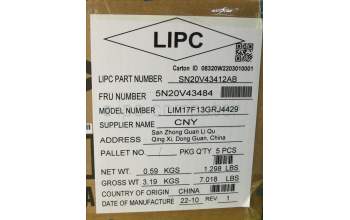 LIPC
Carton ID 08320W2203010001
LIPC PART NUMBER SN20V43412AB
FRU NUMBER 5N20V43484
MODEL NUMBER LIM17F13GRJ4429
SUPPLIER NAME CNY
ADDRESS San Zhong Guan Li Qu
Qing Xi, Dong Guan, China
PALLET NO. / PKG Q'TY 5 PCS
NET WT. 0.59 KGS 1.298 LBS
GROSS WT 3.19 KGS 7.018 LBS
COUNTRY OF ORIGIN CHINA
DATE OF MANUFACTURE 22-10 REV 1